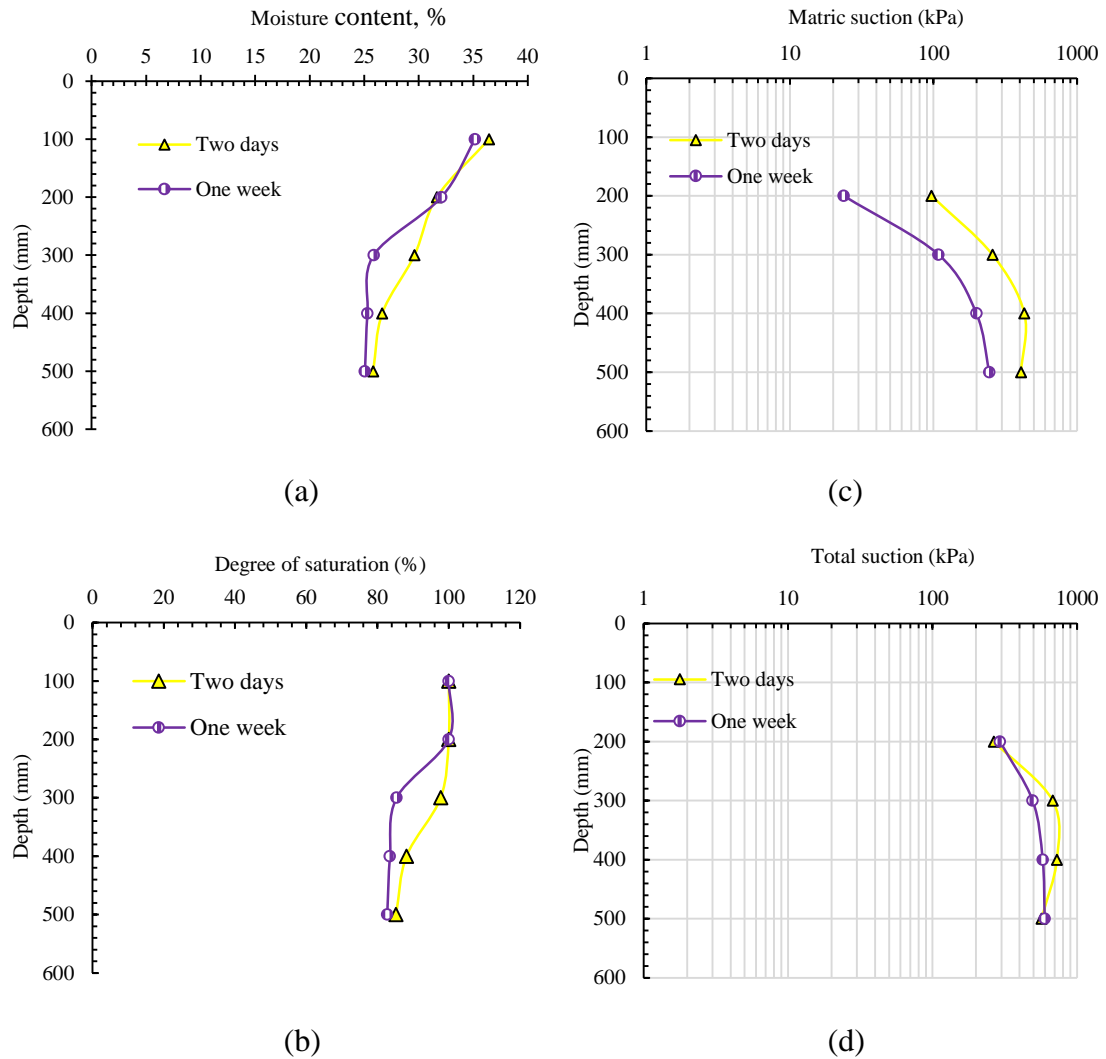 Moisture content, %
0 5 10 15 20 25 30 35 40
0
100
200
300
400
500
600
Depth (mm)
Two days
One week
(a)
Matric suction (kPa)
1 10 100 1000
0
100
200
300
400
500
600
Depth (mm)
Two days
One week
(c)
Degree of saturation (%)
0 20 40 60 80 100 120
0
100
200
300
400
500
600
Depth (mm)
Two days
One week
(b)
Total suction (kPa)
1 10 100 1000
0
100
200
300
400
500
600
Depth (mm)
Two days
One week
(d)